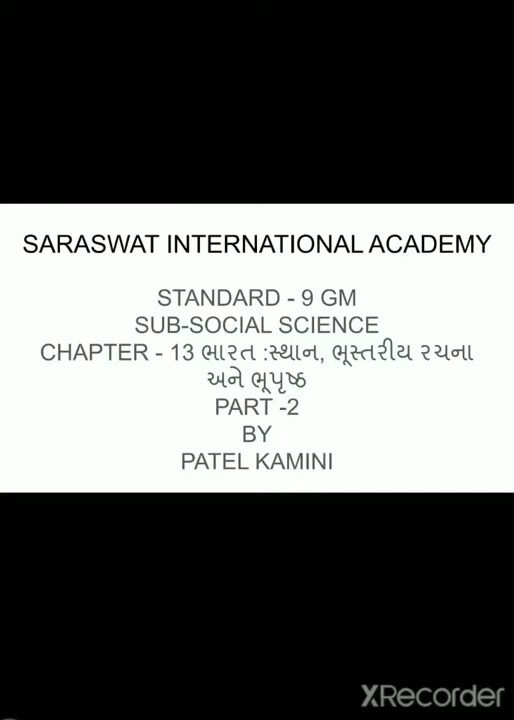 SARASWAT INTERNATIONAL ACADEMY
STANDARD - 9 GM
SUB-SOCIAL SCIENCE
CHAPTER - 13 ભારત :સ્થાન, ભૂસ્તરીય રચના
અને ભૂપૃષ્ઠ
PART -2
BY
PATEL KAMINI
XRecorder